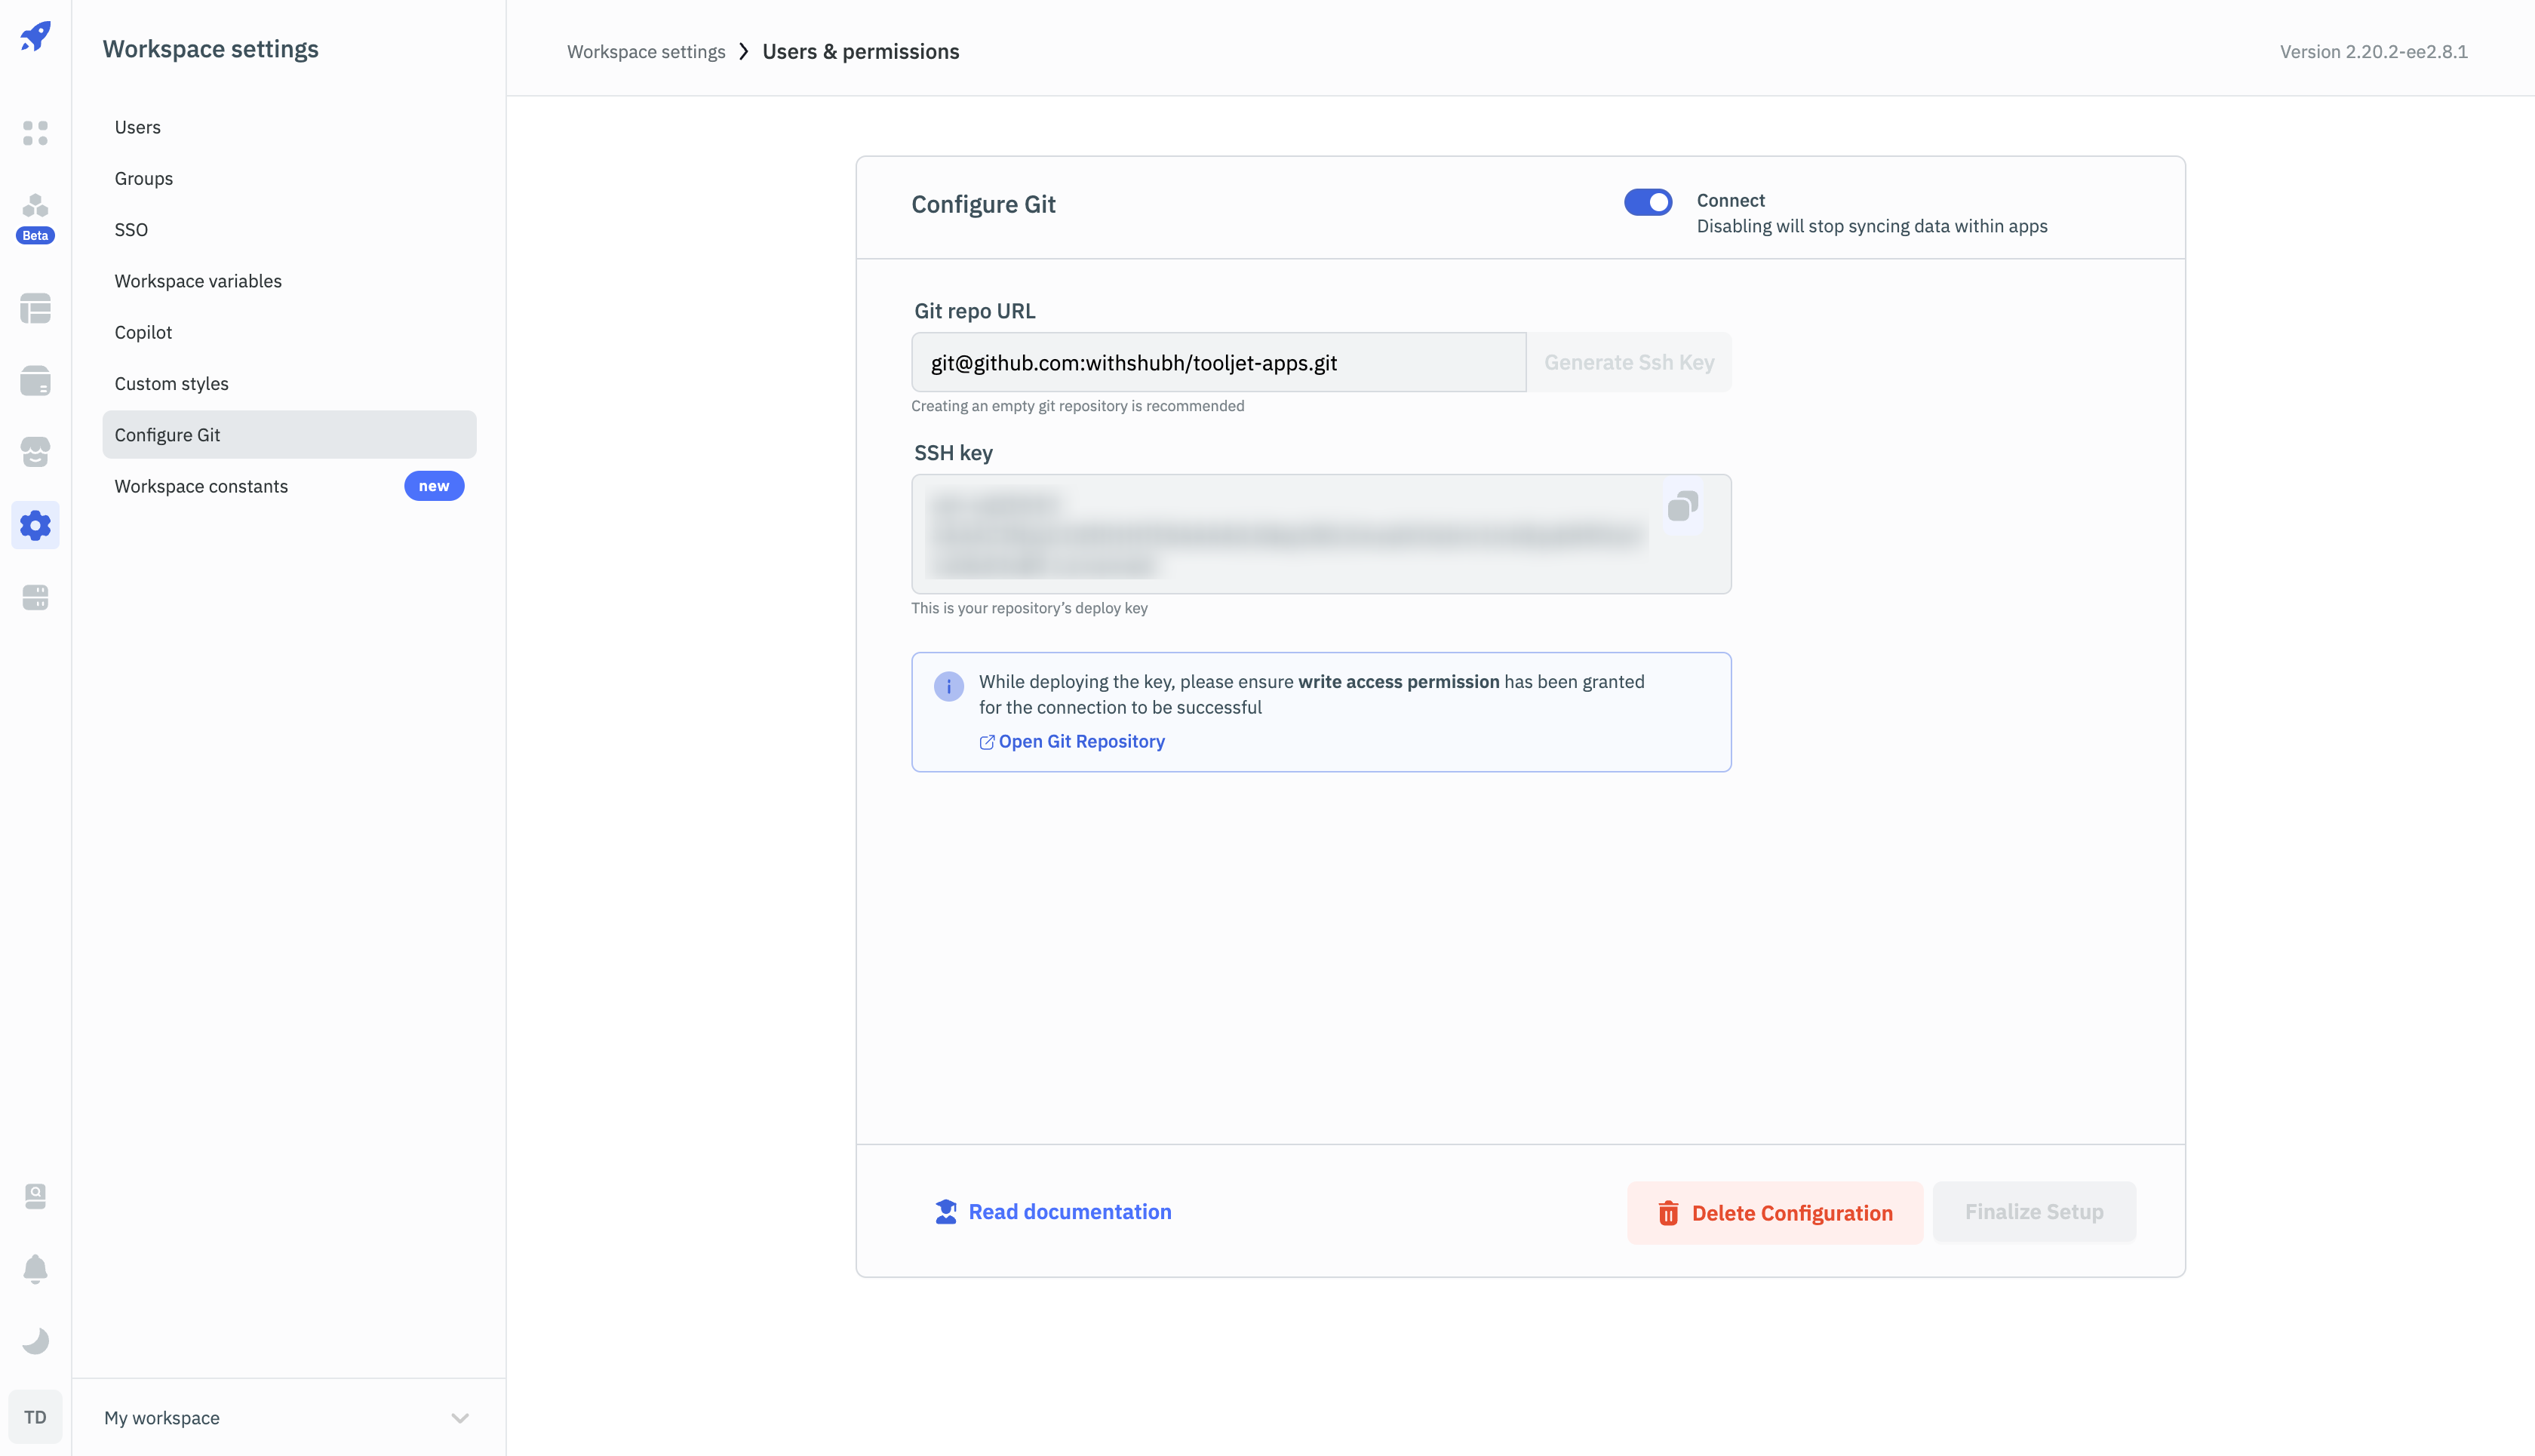 Workspace settings
Workspace settings
Users & permissions
Version 2.20.2-ee2.8.1
Users
Groups
SSO
Beta
Workspace variables
Copilot
Custom styles
Configure Git
Workspace constants
new
Configure Git
Connect
Disabling will stop syncing data within apps
Git repo URL
git@github.com:withshubh/tooljet-apps.git
Generate Ssh Key
Creating an empty git repository is recommended
SSH key
This is your repository’s deploy key
While deploying the key, please ensure write access permission has been granted
for the connection to be successful
Open Git Repository
Read documentation
Delete Configuration
Finalize Setup
TD
My workspace